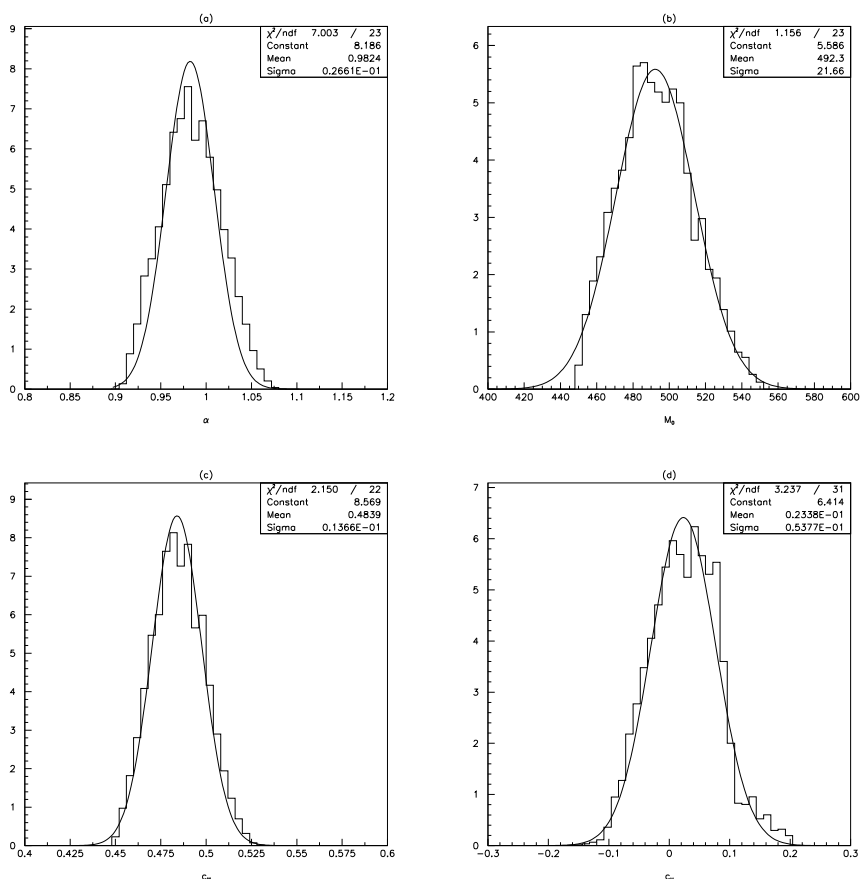 (a)
χ²/ndf 7.003 / 23
Constant 8.186
Mean 0.9824
Sigma 0.2661E-01
9
8
7
6
5
4
3
2
1
0
0.8 0.85 0.9 0.95 1 1.05 1.1 1.15 1.2
α
(b)
χ²/ndf 1.156 / 23
Constant 5.586
Mean 492.3
Sigma 21.66
6
5
4
3
2
1
0
400 420 440 460 480 500 520 540 560 580 600
M₀
(c)
χ²/ndf 2.150 / 22
Constant 8.569
Mean 0.4839
Sigma 0.1366E-01
9
8
7
6
5
4
3
2
1
0
0.4 0.425 0.45 0.475 0.5 0.525 0.55 0.575 0.6
(d)
χ²/ndf 3.237 / 31
Constant 6.414
Mean 0.2338E-01
Sigma 0.5377E-01
7
6
5
4
3
2
1
0
−0.3 −0.2 −0.1 0 0.1 0.2 0.3